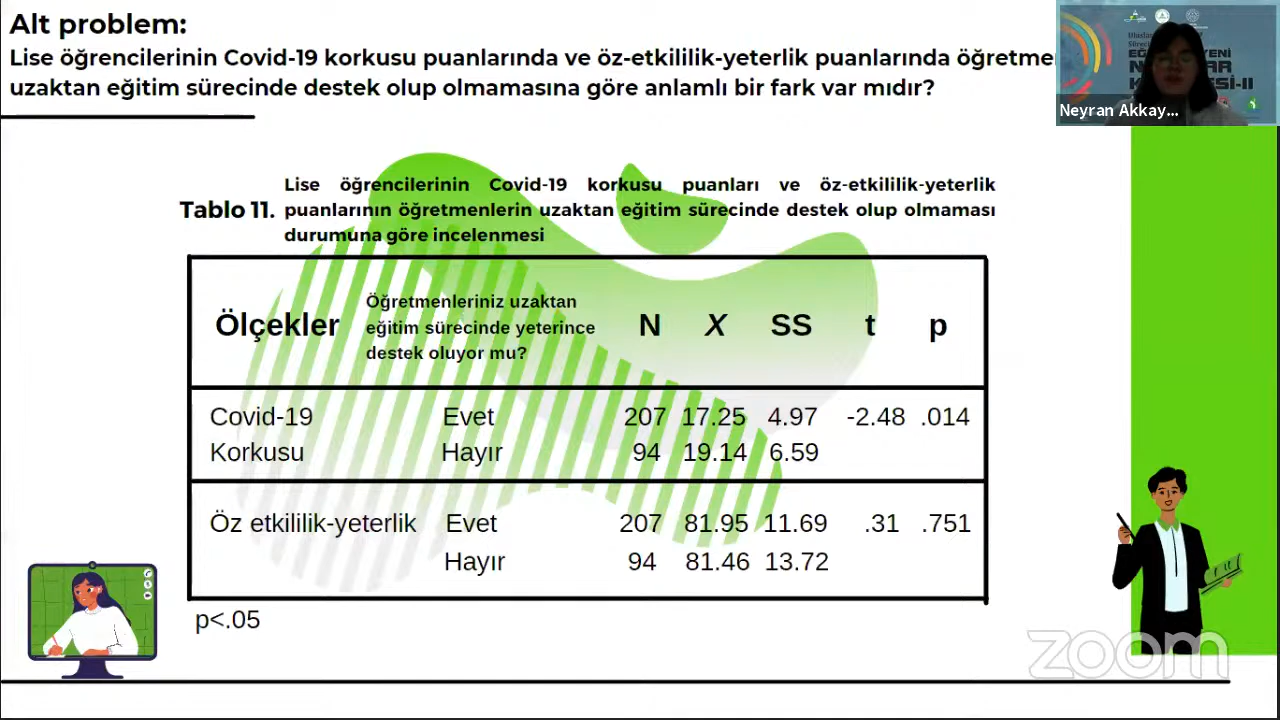 Alt problem:
Lise öğrencilerinin Covid-19 korkusu puanlarında ve öz-etkililik-yeterlik puanlarında öğretme
uzaktan eğitim sürecinde destek olup olmamasına göre anlamlı bir fark var mıdır?
Neyran Akkay...
Lise öğrencilerinin Covid-19 korkusu puanları ve öz-etkililik-yeterlik
Tablo 11. puanlarının öğretmenlerin uzaktan eğitim sürecinde destek olup olmaması
durumuna göre incelenmesi
Ölçekler
Öğretmenleriniz uzaktan
eğitim sürecinde yeterince
destek oluyor mu?
N X SS t p
Covid-19 Evet 207 17.25 4.97 -2.48 .014
Korkusu Hayır 94 19.14 6.59
Öz etkililik-yeterlik Evet 207 81.95 11.69 .31 .751
Hayır 94 81.46 13.72
p<.05
zoom